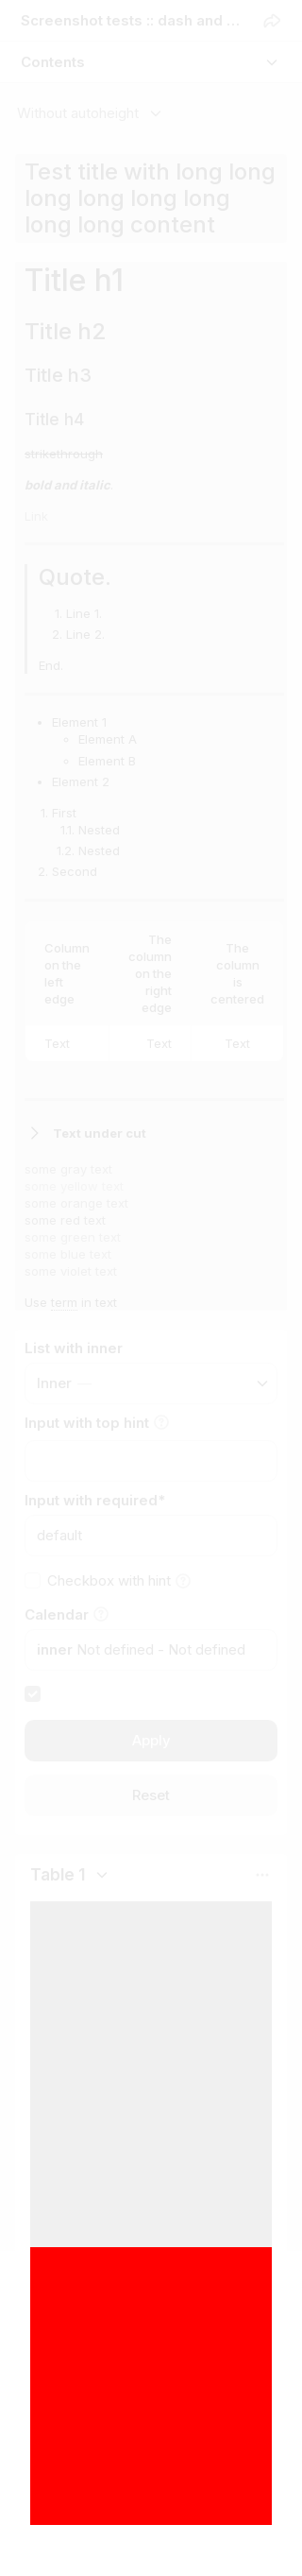 Screenshot tests :: dash and ...
Contents
Without autoheight
Test title with long long
long long long long
long long content
Title h1
Title h2
Title h3
Title h4
strikethrough
bold and italic.
Link
Quote.
1. Line 1.
2. Line 2.
End.
• Element 1
◦ Element A
◦ Element B
• Element 2
1. First
1.1. Nested
1.2. Nested
2. Second
Column on the left edge
The column on the right edge
The column is centered
Text
Text
Text
Text under cut
some gray text
some yellow text
some orange text
some red text
some green text
some blue text
some violet text
Use term in text
List with inner
Inner —
Input with top hint
Input with required*
default
Checkbox with hint
Calendar
inner Not defined - Not defined
Apply
Reset
Table 1